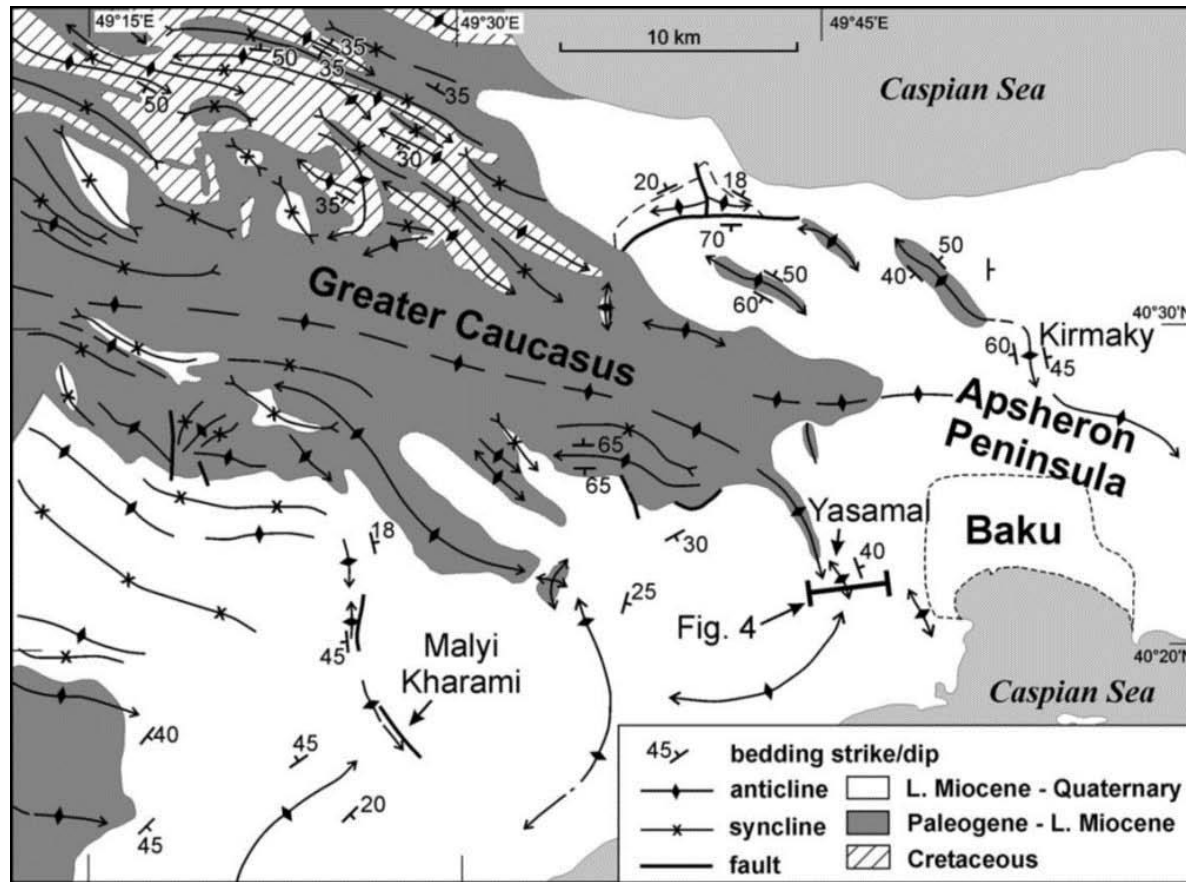 49°15'E
49°30'E
49°45'E
10 km
Caspian Sea
50
50
35
35
35
30
35
20
18
70
50
60
50
40
40°30'N
Kirmaky
60
45
Greater Caucasus
Apsheron
Peninsula
65
65
Yasamal
Baku
18
30
40
25
Fig. 4
45
Malyi
Kharami
40°20'N
Caspian Sea
40
45
20
45
45 bedding strike/dip
anticline
syncline
fault
L. Miocene - Quaternary
Paleogene - L. Miocene
Cretaceous